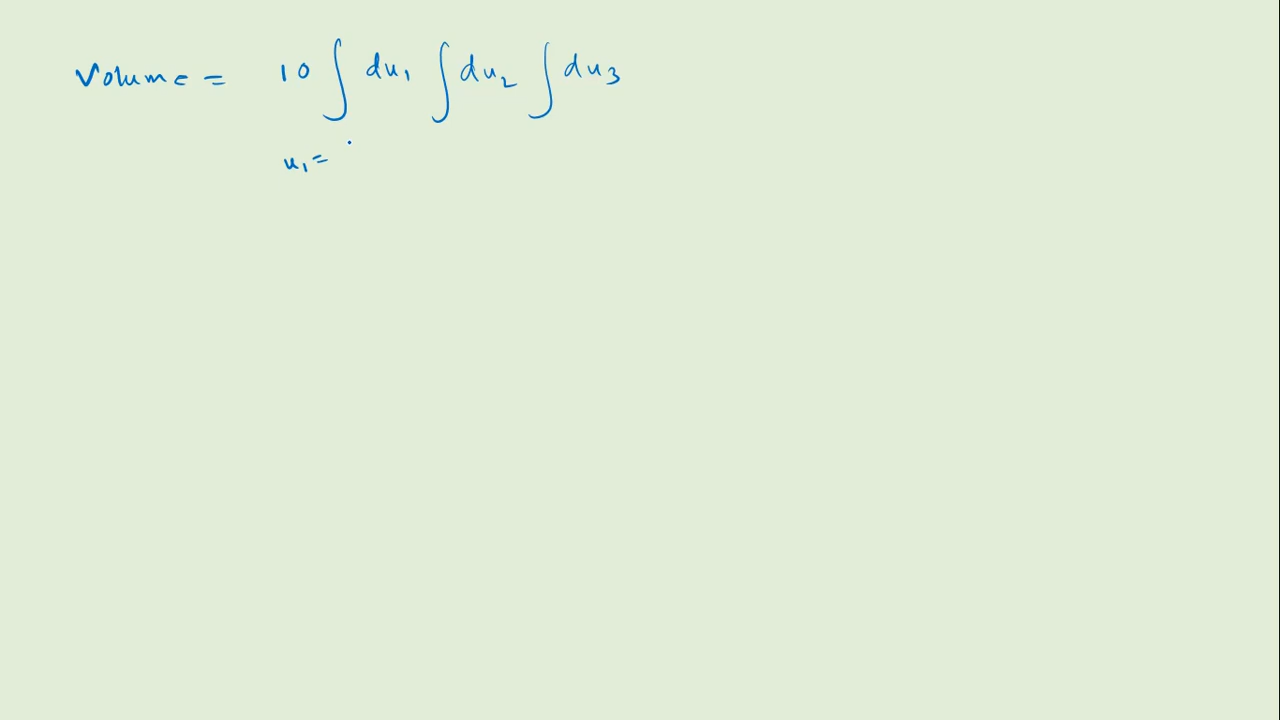 Volume = 10 ∫ du₁ ∫ du₂ ∫ du₃
u₁ =